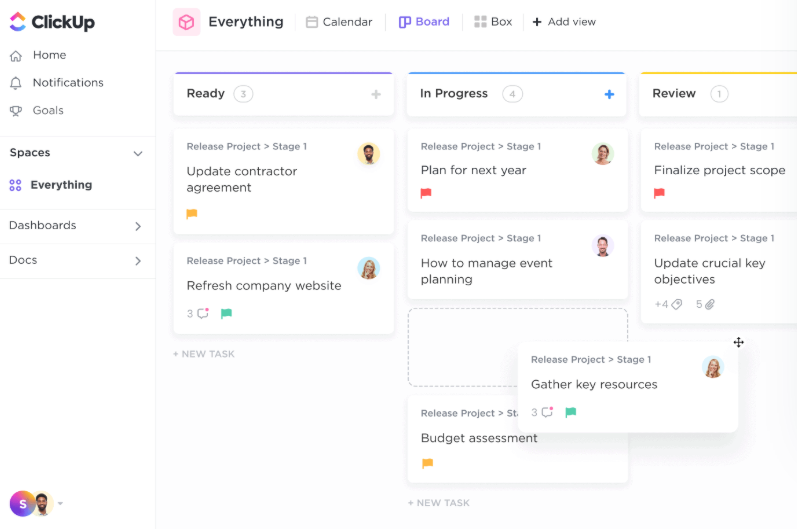 ClickUp
Home
Notifications
Goals
Spaces
Everything
Dashboards
Docs
S
Everything
Calendar
Board
Box
+ Add view
Ready 3 +
Release Project > Stage 1
Update contractor
agreement
Release Project > Stage 1
Refresh company website
3
+ NEW TASK
In Progress 4 +
Release Project > Stage 1
Plan for next year
Release Project > Stage 1
How to manage event
planning
Release Project > Stage 1
Gather key resources
3
Release Project >
Budget assessment
+ NEW TASK
Review 1
Release Project > Stage 1
Finalize project scope
Release Project > Stage 1
Update crucial key
objectives
+4 5